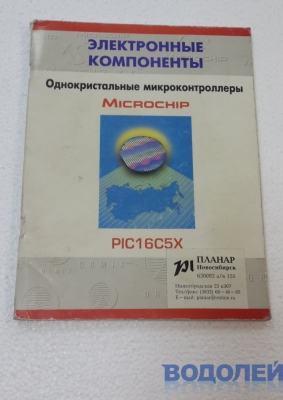 ЭЛЕКТРОННЫЕ
КОМПОНЕНТЫ
Однокристальные микроконтроллеры
MICROCHIP
PIC16C5X
ПЛАНАР
Новосибирск
ВОДОЛЕЙ